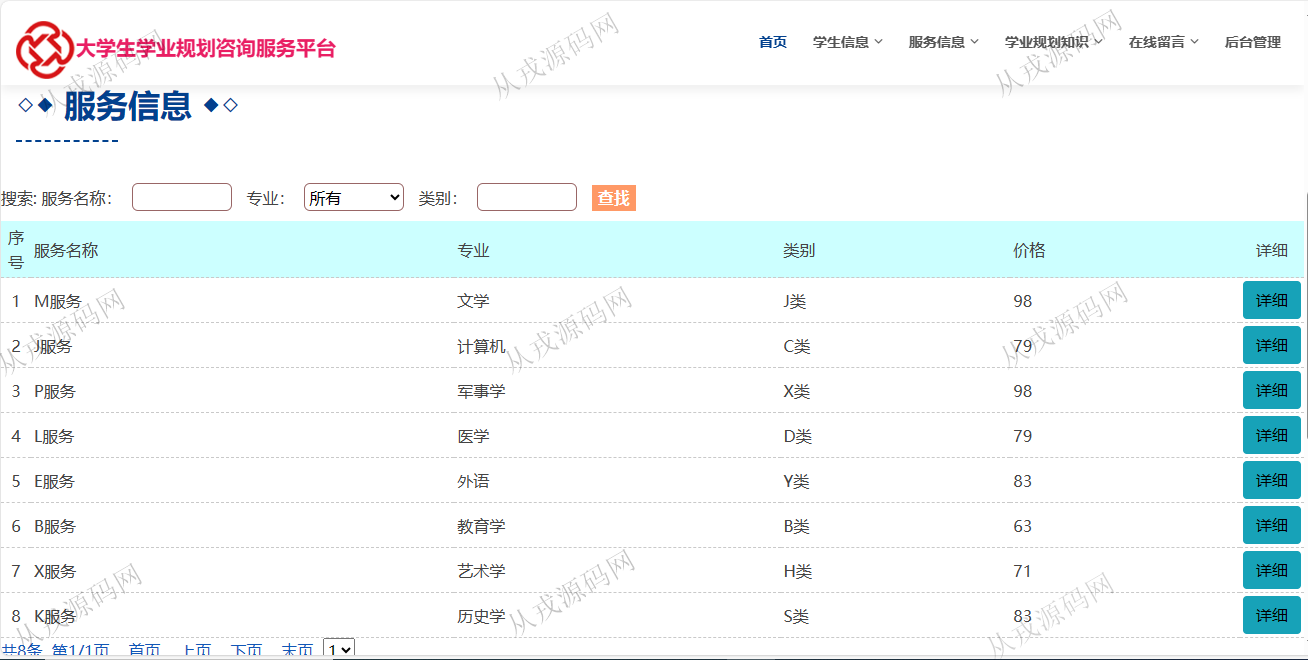 大学生学业规划咨询服务平台
首页 学生信息 服务信息 学业规划知识 在线留言 后台管理
◇◆ 服务信息 ◆◇
搜索: 服务名称: 专业: 所有 类别: 查找
序号 服务名称 专业 类别 价格 详细
1 M服务 文学 J类 98 详细
2 J服务 计算机 C类 79 详细
3 P服务 军事学 X类 98 详细
4 L服务 医学 D类 79 详细
5 E服务 外语 Y类 83 详细
6 B服务 教育学 B类 63 详细
7 X服务 艺术学 H类 71 详细
8 K服务 历史学 S类 83 详细
共8条 第1/1页 首页 上页 下页 末页 1
从戎源码网
从戎源码网
从戎源码网
从戎源码网
从戎源码网
从戎源码网
从戎源码网
从戎源码网
从戎源码网